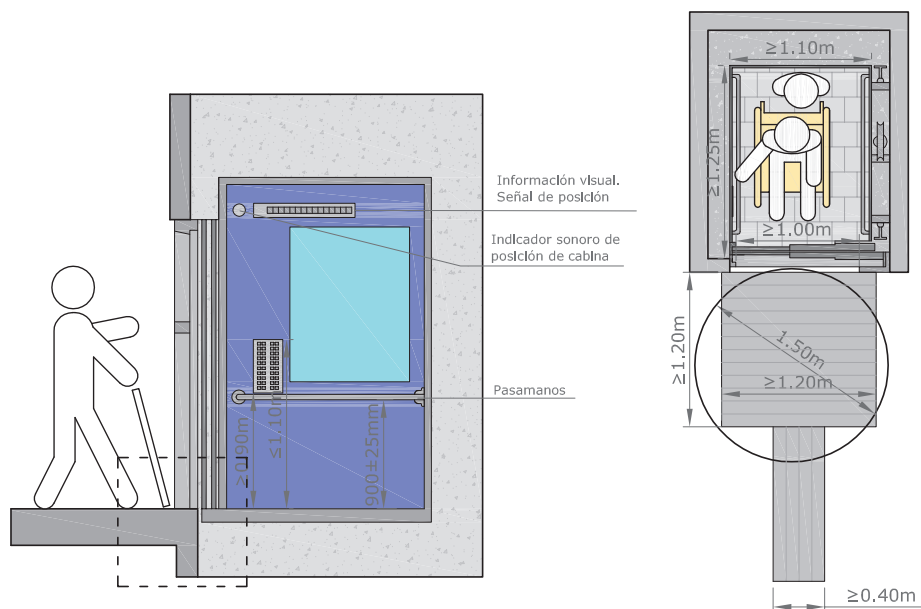 Información visual.
Señal de posición
Indicador sonoro de
posición de cabina
Pasamanos
≥0.90m
≤1.10m
900±25mm
≥1.10m
≥1.25m
≥1.00m
≥1.20m
1.50m
≥1.20m
≥0.40m